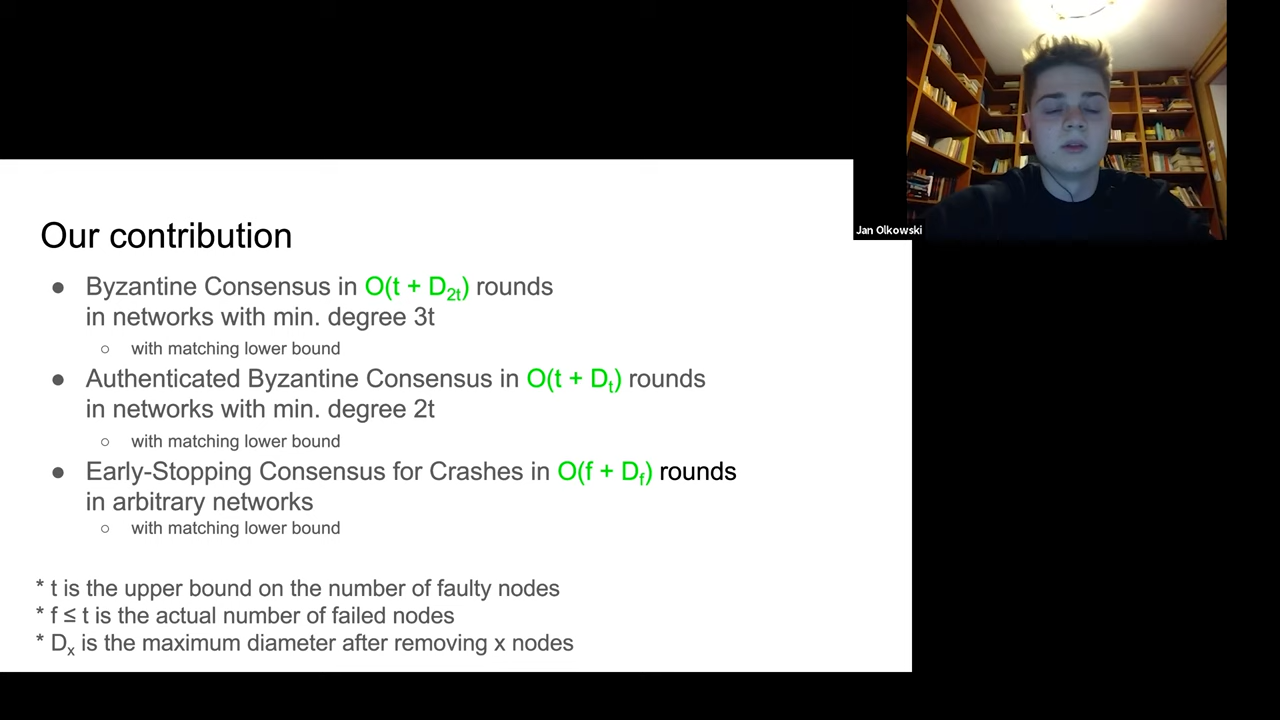 Jan Olkowski
Our contribution
● Byzantine Consensus in O(t + D₂ₜ) rounds
in networks with min. degree 3t
○ with matching lower bound
● Authenticated Byzantine Consensus in O(t + Dₜ) rounds
in networks with min. degree 2t
○ with matching lower bound
● Early-Stopping Consensus for Crashes in O(f + D_f) rounds
in arbitrary networks
○ with matching lower bound
* t is the upper bound on the number of faulty nodes
* f ≤ t is the actual number of failed nodes
* Dₓ is the maximum diameter after removing x nodes